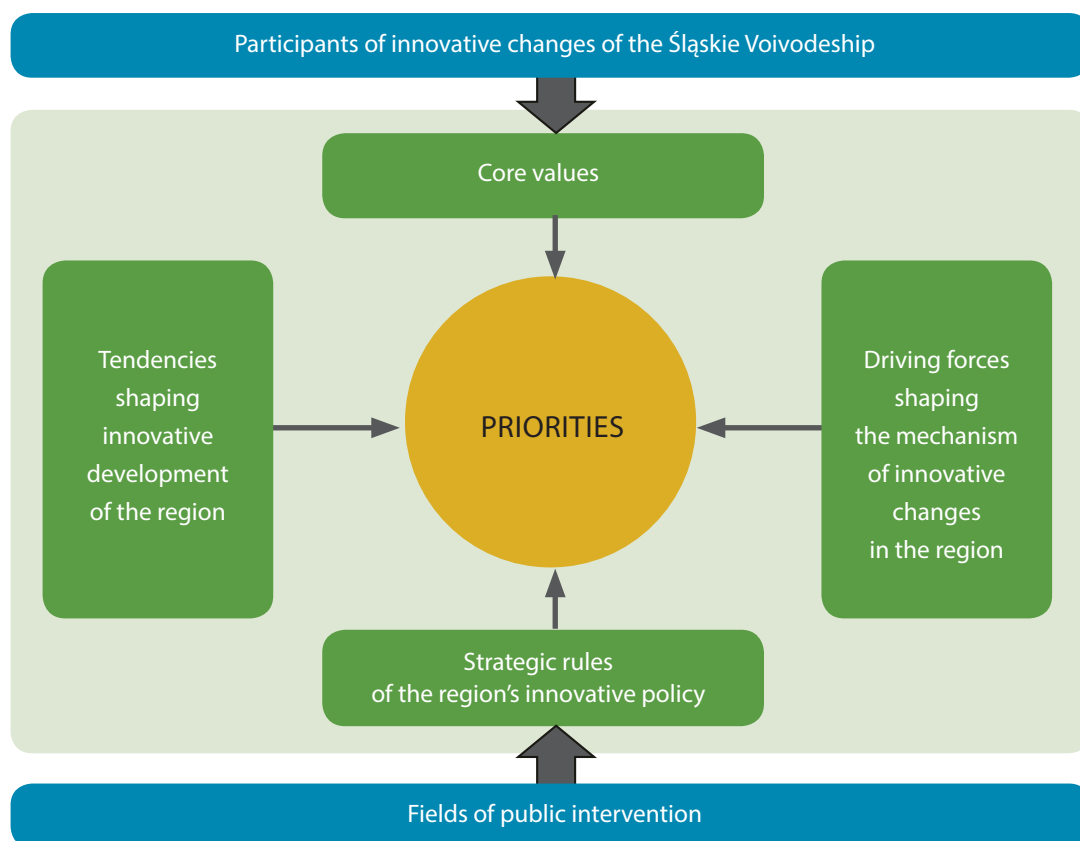 Participants of innovative changes of the Śląskie Voivodeship
Core values
Tendencies
shaping
innovative
development
of the region
PRIORITIES
Driving forces
shaping
the mechanism
of innovative
changes
in the region
Strategic rules
of the region's innovative policy
Fields of public intervention